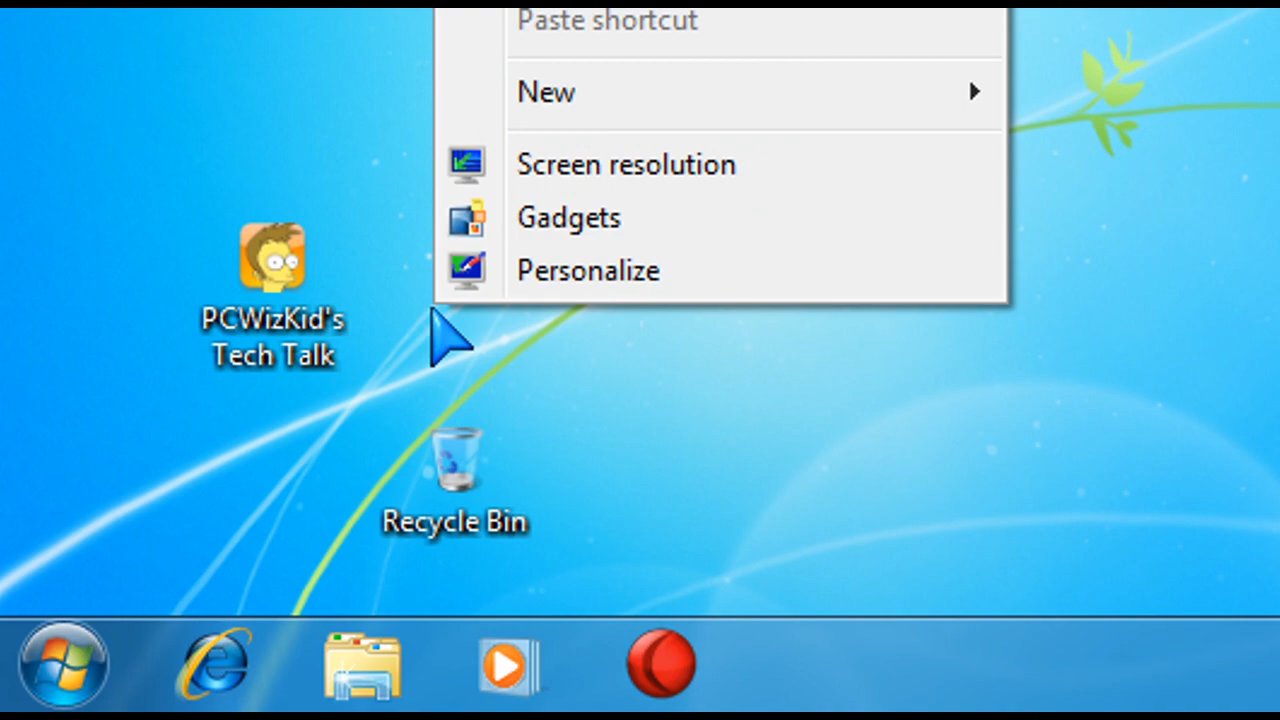 Paste shortcut
New
Screen resolution
Gadgets
Personalize
PCWizKid's
Tech Talk
Recycle Bin